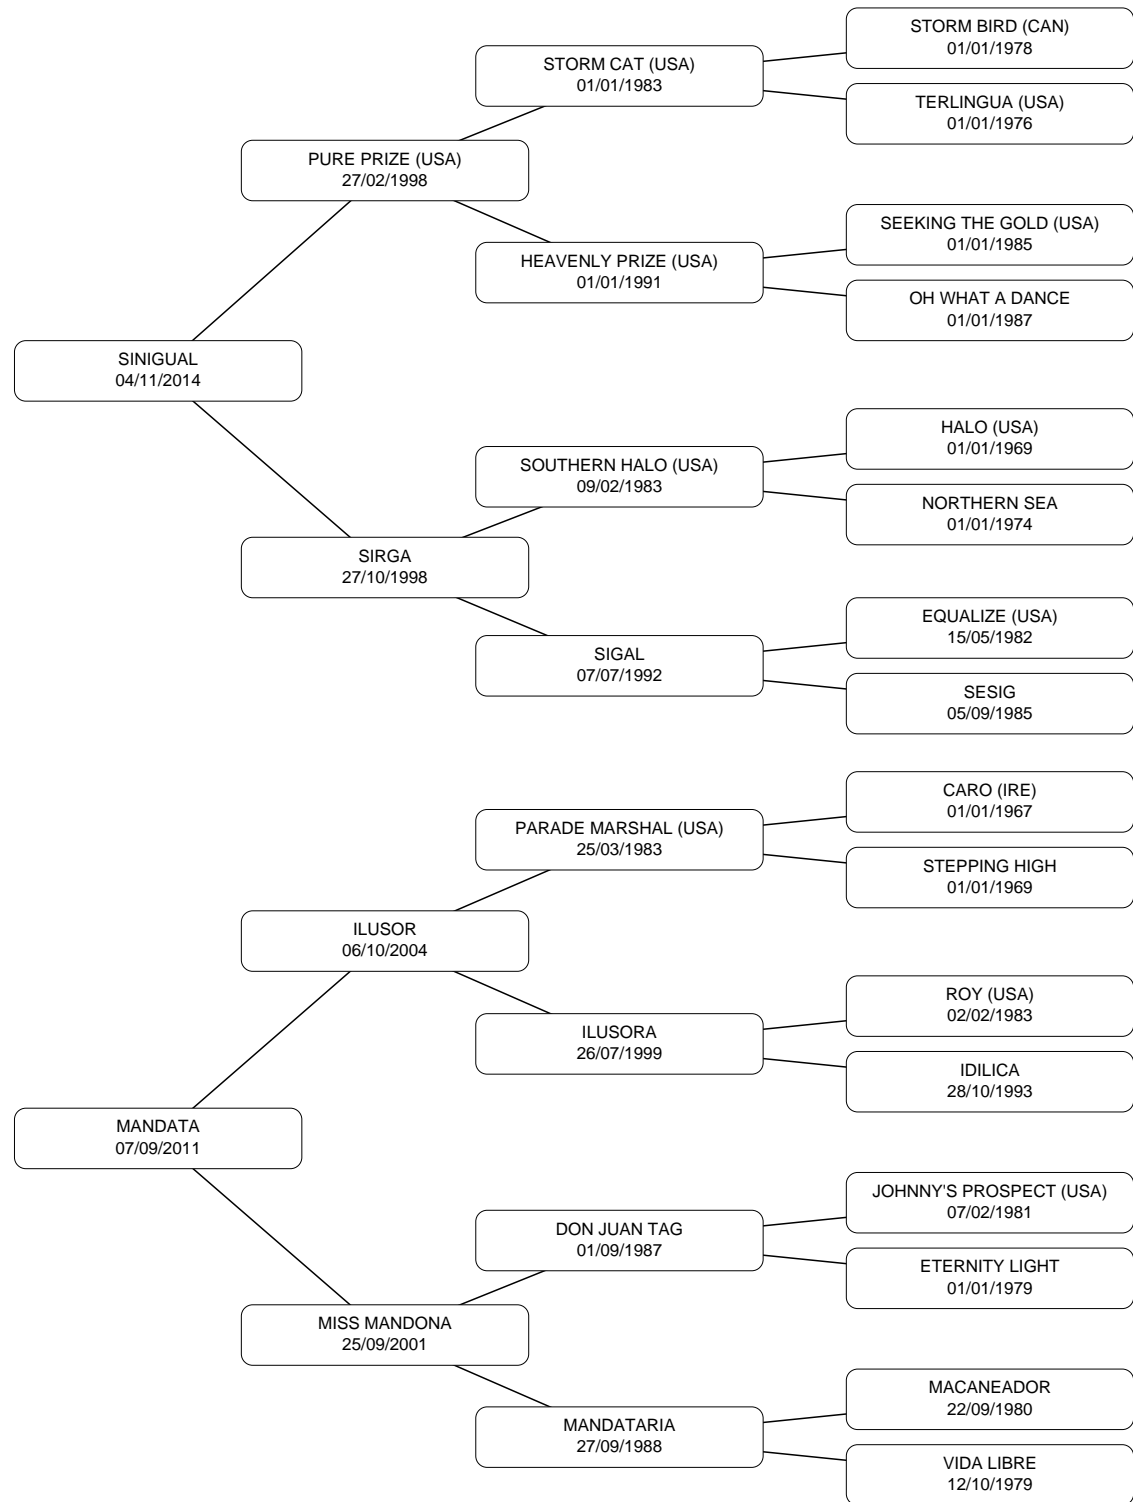 STORM BIRD (CAN)
01/01/1978
STORM CAT (USA)
01/01/1983
TERLINGUA (USA)
01/01/1976
PURE PRIZE (USA)
27/02/1998
SEEKING THE GOLD (USA)
01/01/1985
HEAVENLY PRIZE (USA)
01/01/1991
OH WHAT A DANCE
01/01/1987
SINIGUAL
04/11/2014
HALO (USA)
01/01/1969
SOUTHERN HALO (USA)
09/02/1983
NORTHERN SEA
01/01/1974
SIRGA
27/10/1998
EQUALIZE (USA)
15/05/1982
SIGAL
07/07/1992
SESIG
05/09/1985
CARO (IRE)
01/01/1967
PARADE MARSHAL (USA)
25/03/1983
STEPPING HIGH
01/01/1969
ILUSOR
06/10/2004
ROY (USA)
02/02/1983
ILUSORA
26/07/1999
IDILICA
28/10/1993
MANDATA
07/09/2011
JOHNNY'S PROSPECT (USA)
07/02/1981
DON JUAN TAG
01/09/1987
ETERNITY LIGHT
01/01/1979
MISS MANDONA
25/09/2001
MACANEADOR
22/09/1980
MANDATARIA
27/09/1988
VIDA LIBRE
12/10/1979